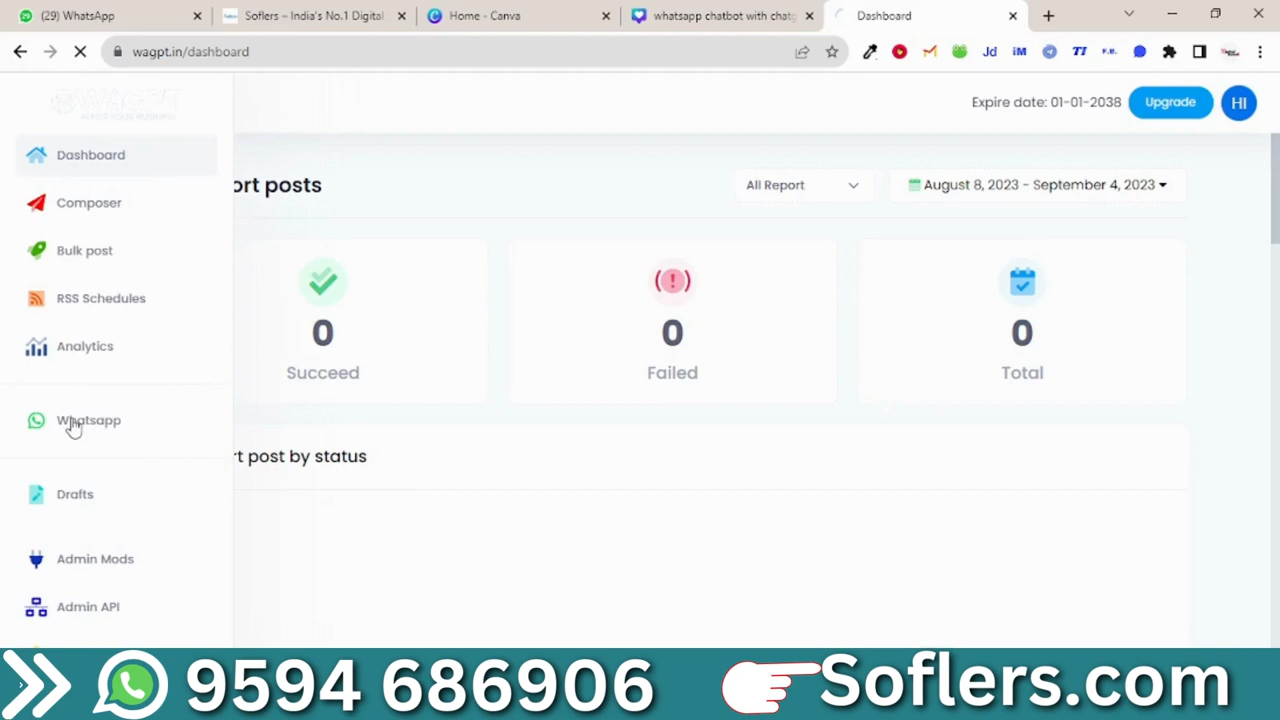 (29) WhatsApp
Soflers – India's No.1 Digital
Home - Canva
whatsapp chatbot with chatg
Dashboard
wagpt.in/dashboard
WAGPT
Expire date: 01-01-2038
Upgrade
HI
Dashboard
Composer
Bulk post
RSS Schedules
Analytics
Whatsapp
Drafts
Admin Mods
Admin API
ort posts
All Report
August 8, 2023 - September 4, 2023
0
Succeed
0
Failed
0
Total
rt post by status
9594 686906
Soflers.com